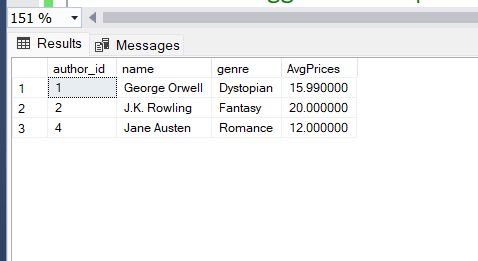 151 %
Results Messages
author_id name genre AvgPrices
1 1 George Orwell Dystopian 15.990000
2 2 J.K. Rowling Fantasy 20.000000
3 4 Jane Austen Romance 12.000000